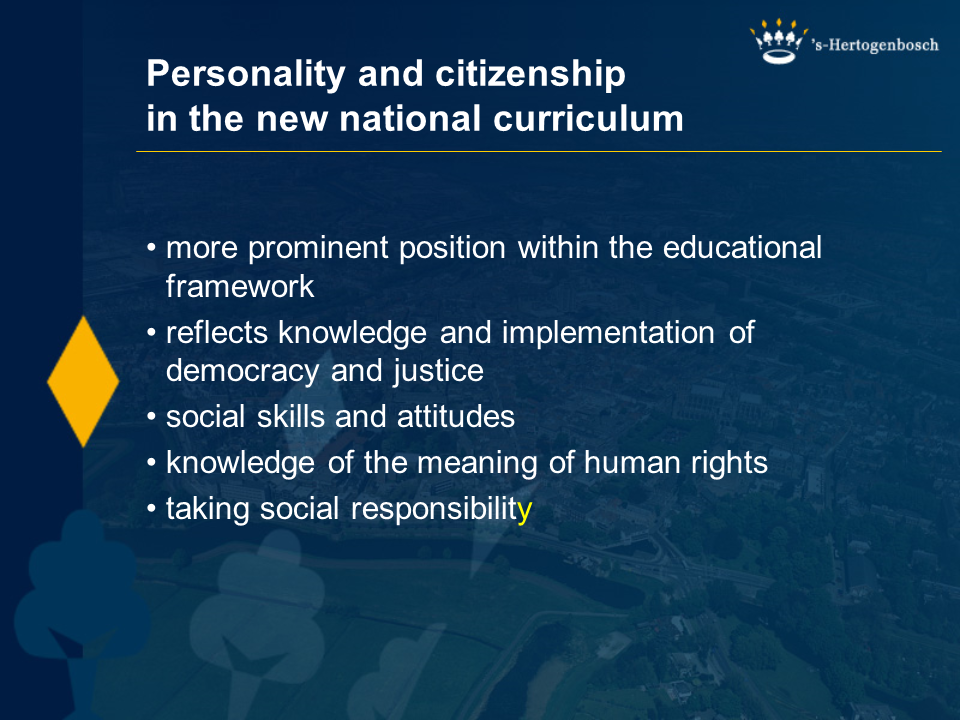 's-Hertogenbosch
Personality and citizenship
in the new national curriculum
• more prominent position within the educational
framework
• reflects knowledge and implementation of
democracy and justice
• social skills and attitudes
• knowledge of the meaning of human rights
• taking social responsibility